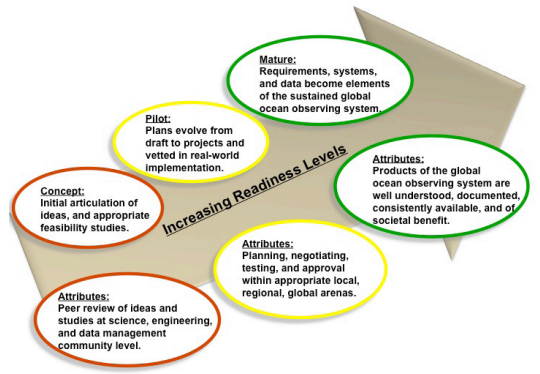 Mature:
Requirements, systems,
and data become elements
of the sustained global
ocean observing system.
Pilot:
Plans evolve from
draft to projects and
vetted in real-world
implementation.
Concept:
Initial articulation of
ideas, and appropriate
feasibility studies.
Increasing Readiness Levels
Attributes:
Products of the global
ocean observing system are
well understood, documented,
consistently available, and of
societal benefit.
Attributes:
Planning, negotiating,
testing, and approval
within appropriate local,
regional, global arenas.
Attributes:
Peer review of ideas and
studies at science, engineering,
and data management
community level.